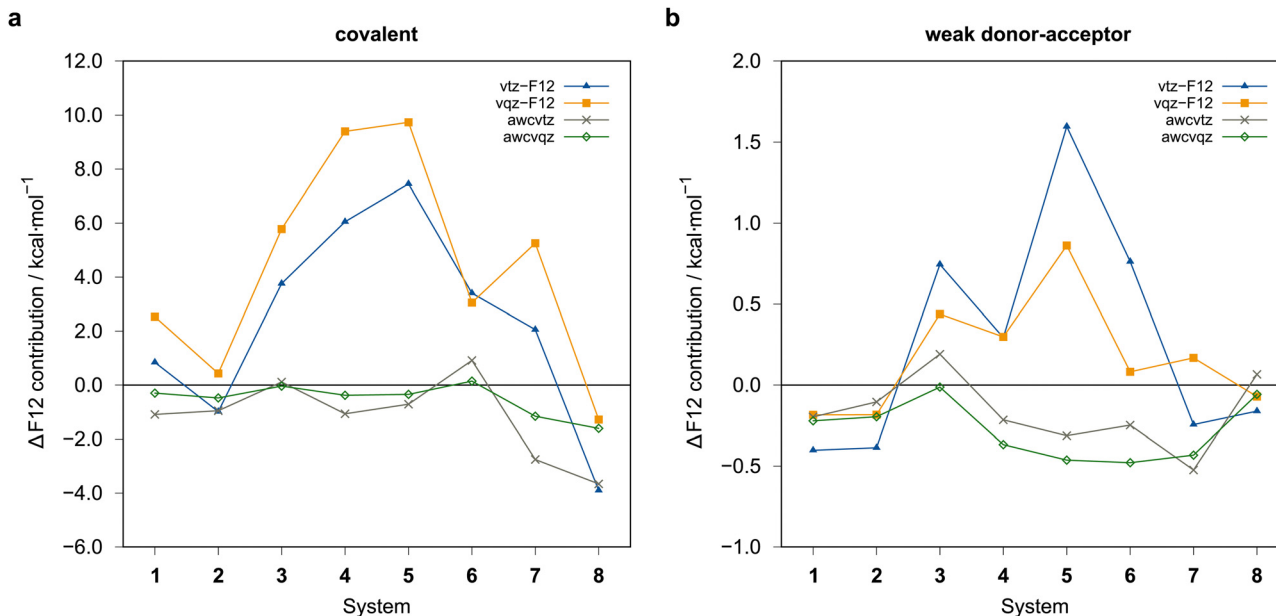 a
covalent
12.0
10.0
8.0
6.0
4.0
2.0
0.0
−2.0
−4.0
−6.0
ΔF12 contribution / kcal·mol⁻¹
vtz−F12
vqz−F12
awcvtz
awcvqz
1 2 3 4 5 6 7 8
System
b
weak donor-acceptor
2.0
1.5
1.0
0.5
0.0
−0.5
−1.0
ΔF12 contribution / kcal·mol⁻¹
vtz−F12
vqz−F12
awcvtz
awcvqz
1 2 3 4 5 6 7 8
System